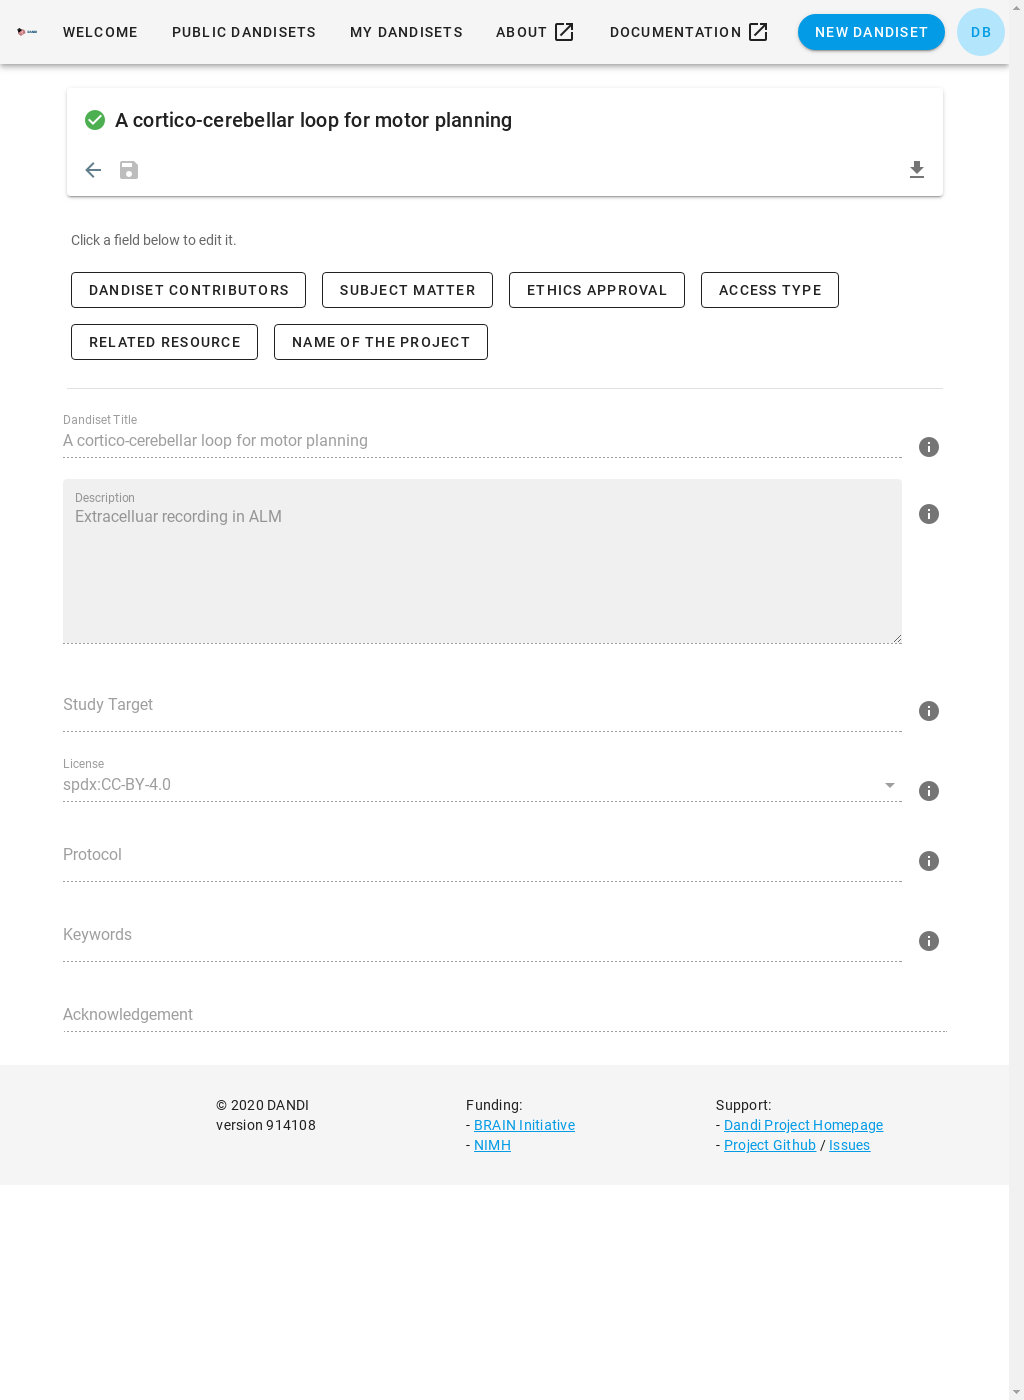 WELCOME PUBLIC DANDISETS MY DANDISETS ABOUT DOCUMENTATION NEW DANDISET DB
A cortico-cerebellar loop for motor planning
Click a field below to edit it.
DANDISET CONTRIBUTORS SUBJECT MATTER ETHICS APPROVAL ACCESS TYPE
RELATED RESOURCE NAME OF THE PROJECT
Dandiset Title
A cortico-cerebellar loop for motor planning
Description
Extracelluar recording in ALM
Study Target
License
spdx:CC-BY-4.0
Protocol
Keywords
Acknowledgement
© 2020 DANDI
version 914108
Funding:
- BRAIN Initiative
- NIMH
Support:
- Dandi Project Homepage
- Project Github / Issues